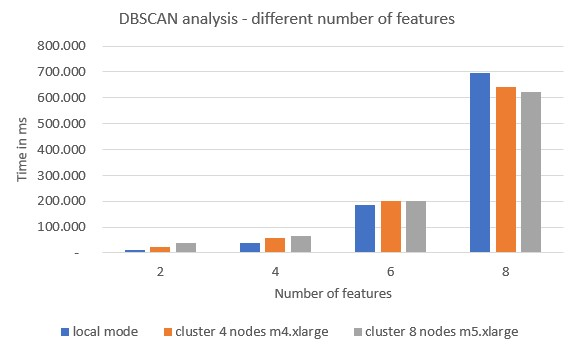 DBSCAN analysis - different number of features
800.000
700.000
600.000
500.000
400.000
300.000
200.000
100.000
-
Time in ms
2 4 6 8
Number of features
local mode cluster 4 nodes m4.xlarge cluster 8 nodes m5.xlarge